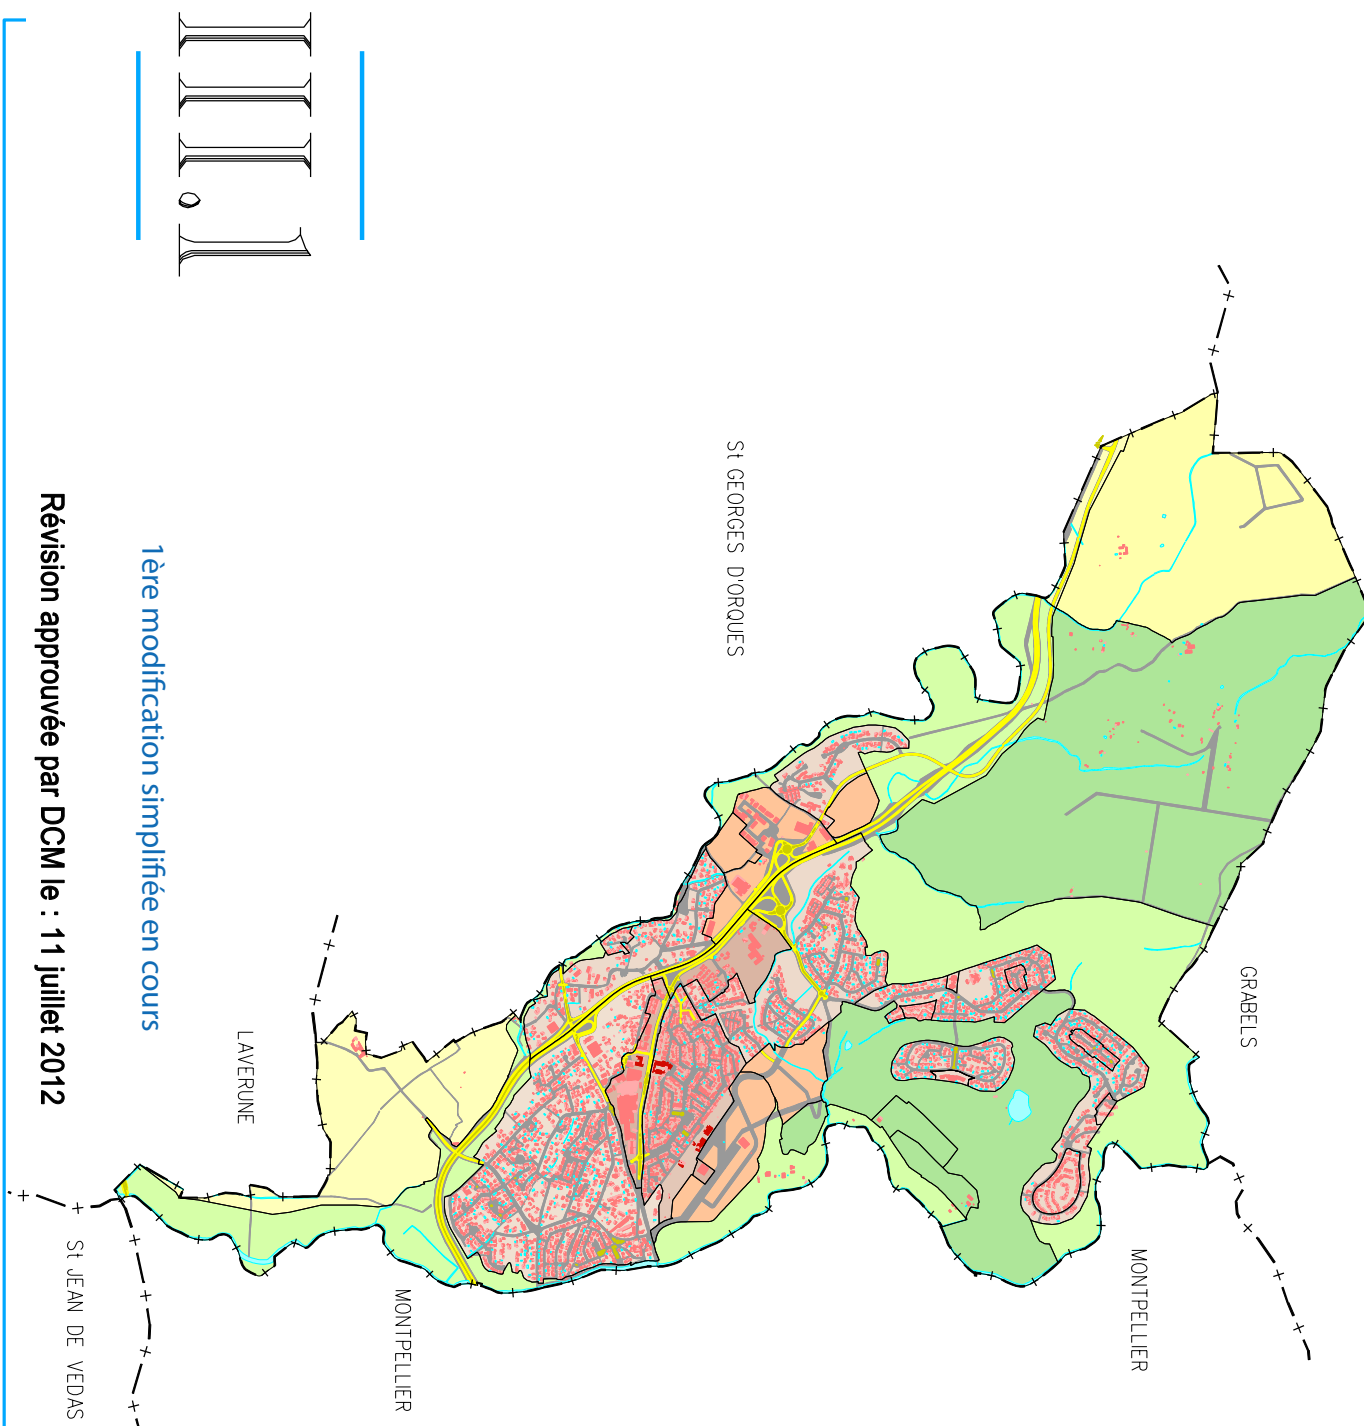 GRABELS
MONTPELLIER
St GEORGES D'ORQUES
MONTPELLIER
III.1
LAVERUNE
1ère modification simplifiée en cours
St JEAN DE VEDAS
Révision approuvée par DCM le : 11 juillet 2012